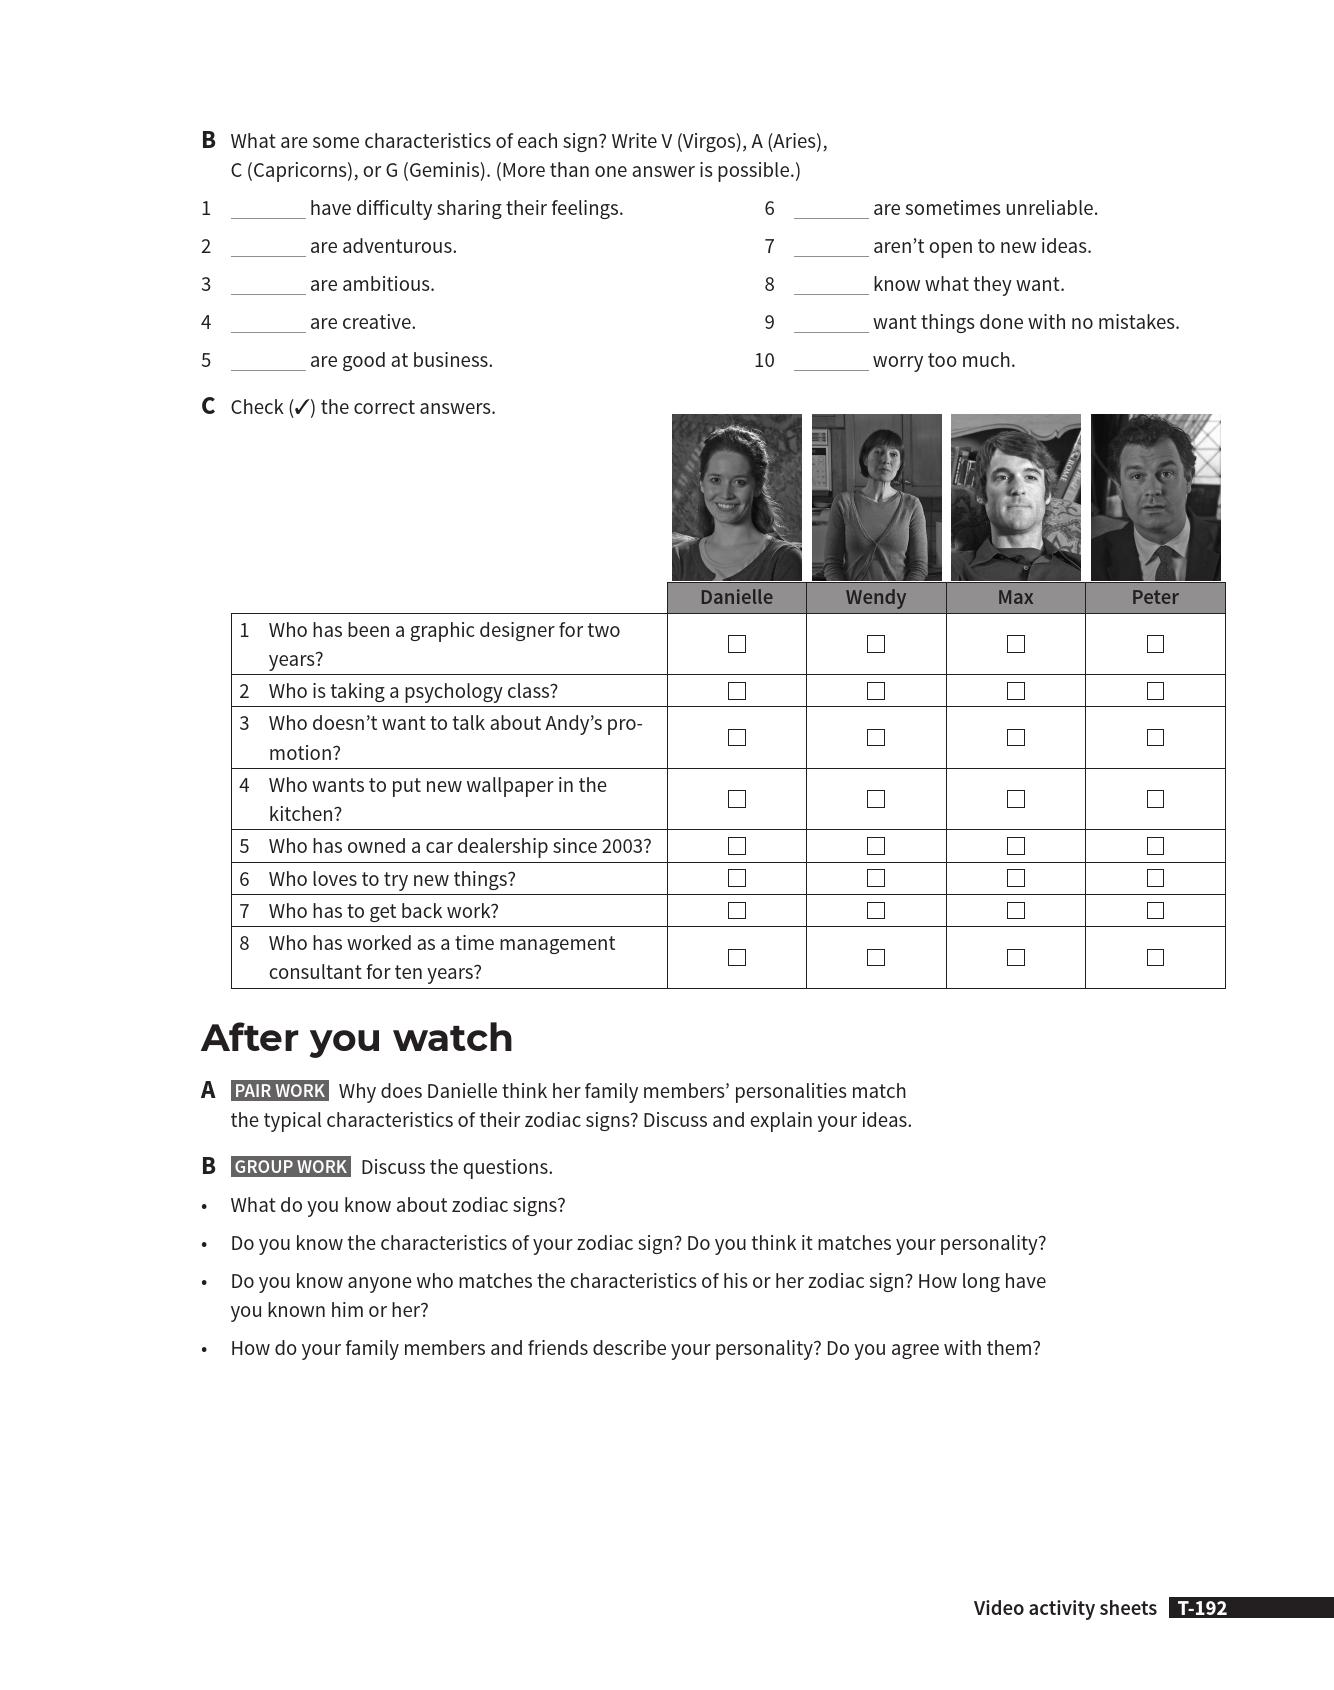 B What are some characteristics of each sign? Write V (Virgos), A (Aries),
C (Capricorns), or G (Geminis). (More than one answer is possible.)
1 ________ have difficulty sharing their feelings.
2 ________ are adventurous.
3 ________ are ambitious.
4 ________ are creative.
5 ________ are good at business.
6 ________ are sometimes unreliable.
7 ________ aren’t open to new ideas.
8 ________ know what they want.
9 ________ want things done with no mistakes.
10 ________ worry too much.
C Check (✓) the correct answers.
Danielle Wendy Max Peter
1 Who has been a graphic designer for two
years?
2 Who is taking a psychology class?
3 Who doesn’t want to talk about Andy’s pro-
motion?
4 Who wants to put new wallpaper in the
kitchen?
5 Who has owned a car dealership since 2003?
6 Who loves to try new things?
7 Who has to get back work?
8 Who has worked as a time management
consultant for ten years?
After you watch
A PAIR WORK Why does Danielle think her family members’ personalities match
the typical characteristics of their zodiac signs? Discuss and explain your ideas.
B GROUP WORK Discuss the questions.
• What do you know about zodiac signs?
• Do you know the characteristics of your zodiac sign? Do you think it matches your personality?
• Do you know anyone who matches the characteristics of his or her zodiac sign? How long have
you known him or her?
• How do your family members and friends describe your personality? Do you agree with them?
Video activity sheets T-192